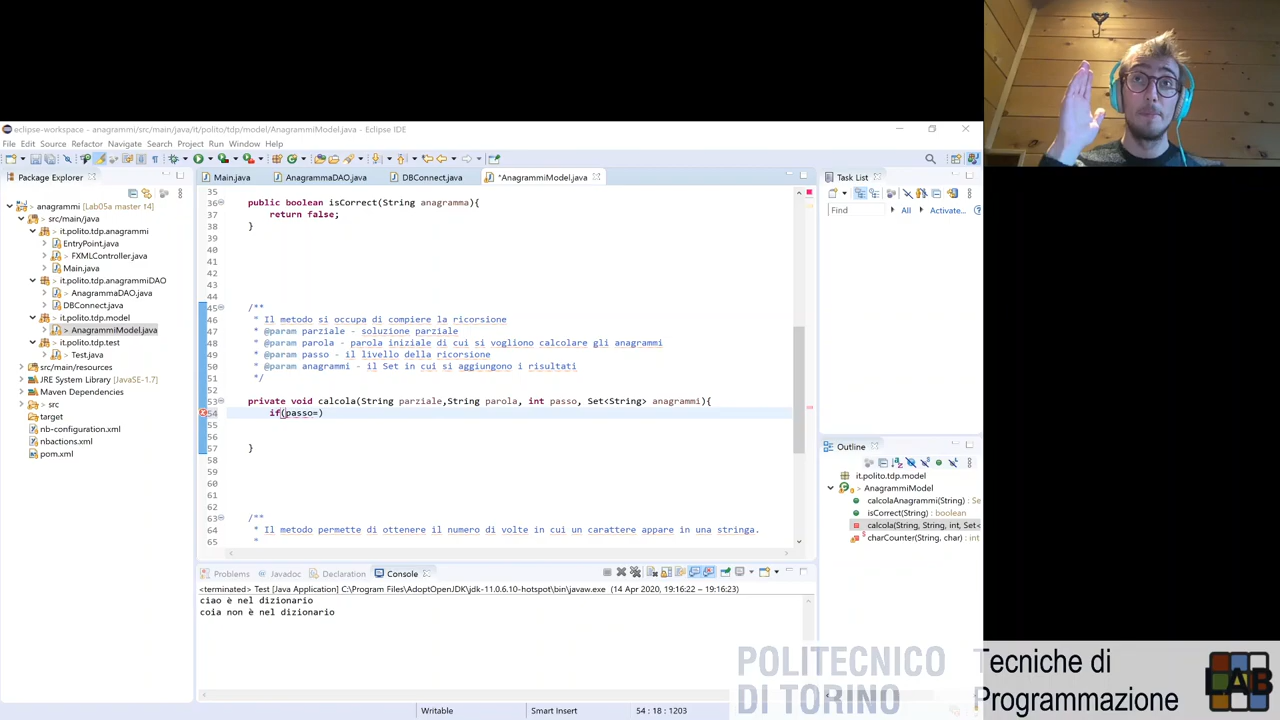 eclipse-workspace - anagrammi/src/main/java/it/polito/tdp/model/AnagrammiModel.java - Eclipse IDE
File Edit Source Refactor Navigate Search Project Run Window Help
Package Explorer
Main.java
AnagrammaDAO.java
DBConnect.java
*AnagrammiModel.java
Task List
anagrammi [Lab05a master ↑4]
> src/main/java
> it.polito.tdp.anagrammi
EntryPoint.java
> FXMLController.java
Main.java
> it.polito.tdp.anagrammiDAO
> AnagrammaDAO.java
DBConnect.java
> it.polito.tdp.model
> AnagrammiModel.java
> it.polito.tdp.test
> Test.java
src/main/resources
JRE System Library [JavaSE-1.7]
Maven Dependencies
> src
target
nb-configuration.xml
nbactions.xml
pom.xml
35
36 public boolean isCorrect(String anagramma){
37 return false;
38 }
39
40
41
42
43
44
45 /**
46 * Il metodo si occupa di compiere la ricorsione
47 * @param parziale - soluzione parziale
48 * @param parola - parola iniziale di cui si vogliono calcolare gli anagrammi
49 * @param passo - il livello della ricorsione
50 * @param anagrammi - il Set in cui si aggiungono i risultati
51 */
52
53 private void calcola(String parziale,String parola, int passo, Set<String> anagrammi){
54 if(passo=)
55
56
57 }
58
59
60
61
62
63 /**
64 * Il metodo permette di ottenere il numero di volte in cui un carattere appare in una stringa.
65 *
Find
All
Activate...
Outline
it.polito.tdp.model
> AnagrammiModel
calcolaAnagrammi(String) : Se
isCorrect(String) : boolean
calcola(String, String, int, Set<
charCounter(String, char) : int
Problems
Javadoc
Declaration
Console
<terminated> Test [Java Application] C:\Program Files\AdoptOpenJDK\jdk-11.0.6.10-hotspot\bin\javaw.exe (14 Apr 2020, 19:16:22 – 19:16:23)
ciao è nel dizionario
coia non è nel dizionario
Writable
Smart Insert
54 : 18 : 1203
POLITECNICO
DI TORINO
Tecniche di
Programmazione
LAB